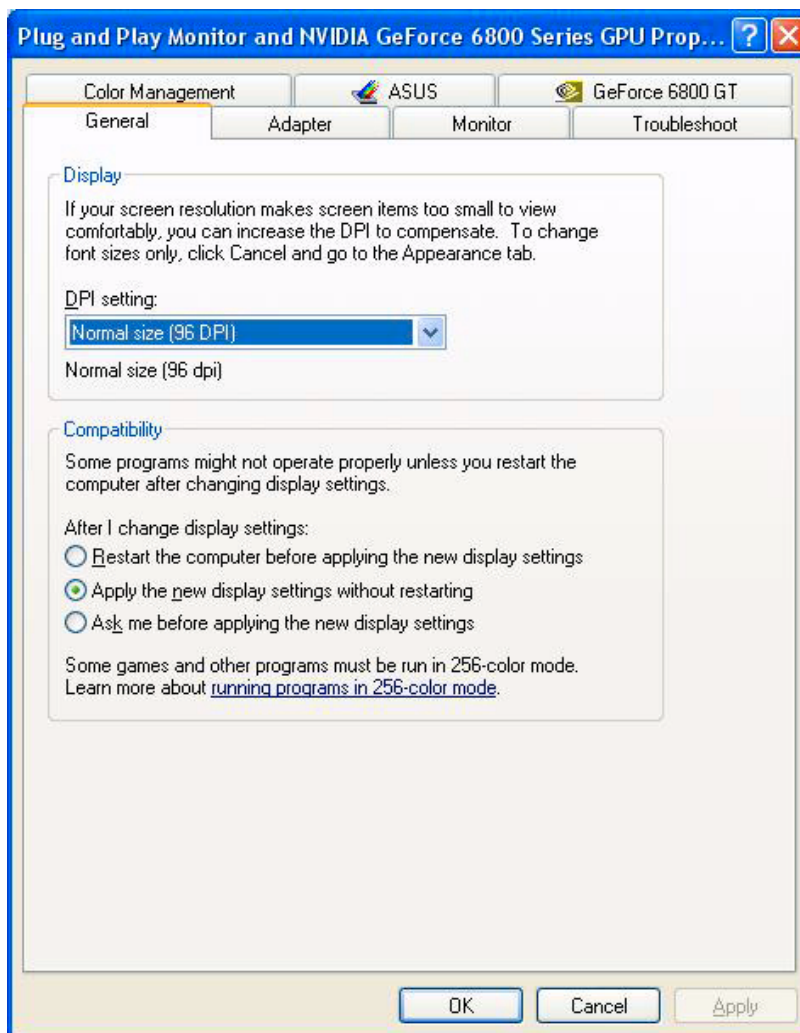 Plug and Play Monitor and NVIDIA GeForce 6800 Series GPU Prop... ?
Color Management
ASUS
GeForce 6800 GT
General
Adapter
Monitor
Troubleshoot
Display
If your screen resolution makes screen items too small to view
comfortably, you can increase the DPI to compensate. To change
font sizes only, click Cancel and go to the Appearance tab.
DPI setting:
Normal size (96 DPI)
Normal size (96 dpi)
Compatibility
Some programs might not operate properly unless you restart the
computer after changing display settings.
After I change display settings:
Restart the computer before applying the new display settings
Apply the new display settings without restarting
Ask me before applying the new display settings
Some games and other programs must be run in 256-color mode.
Learn more about running programs in 256-color mode.
OK
Cancel
Apply